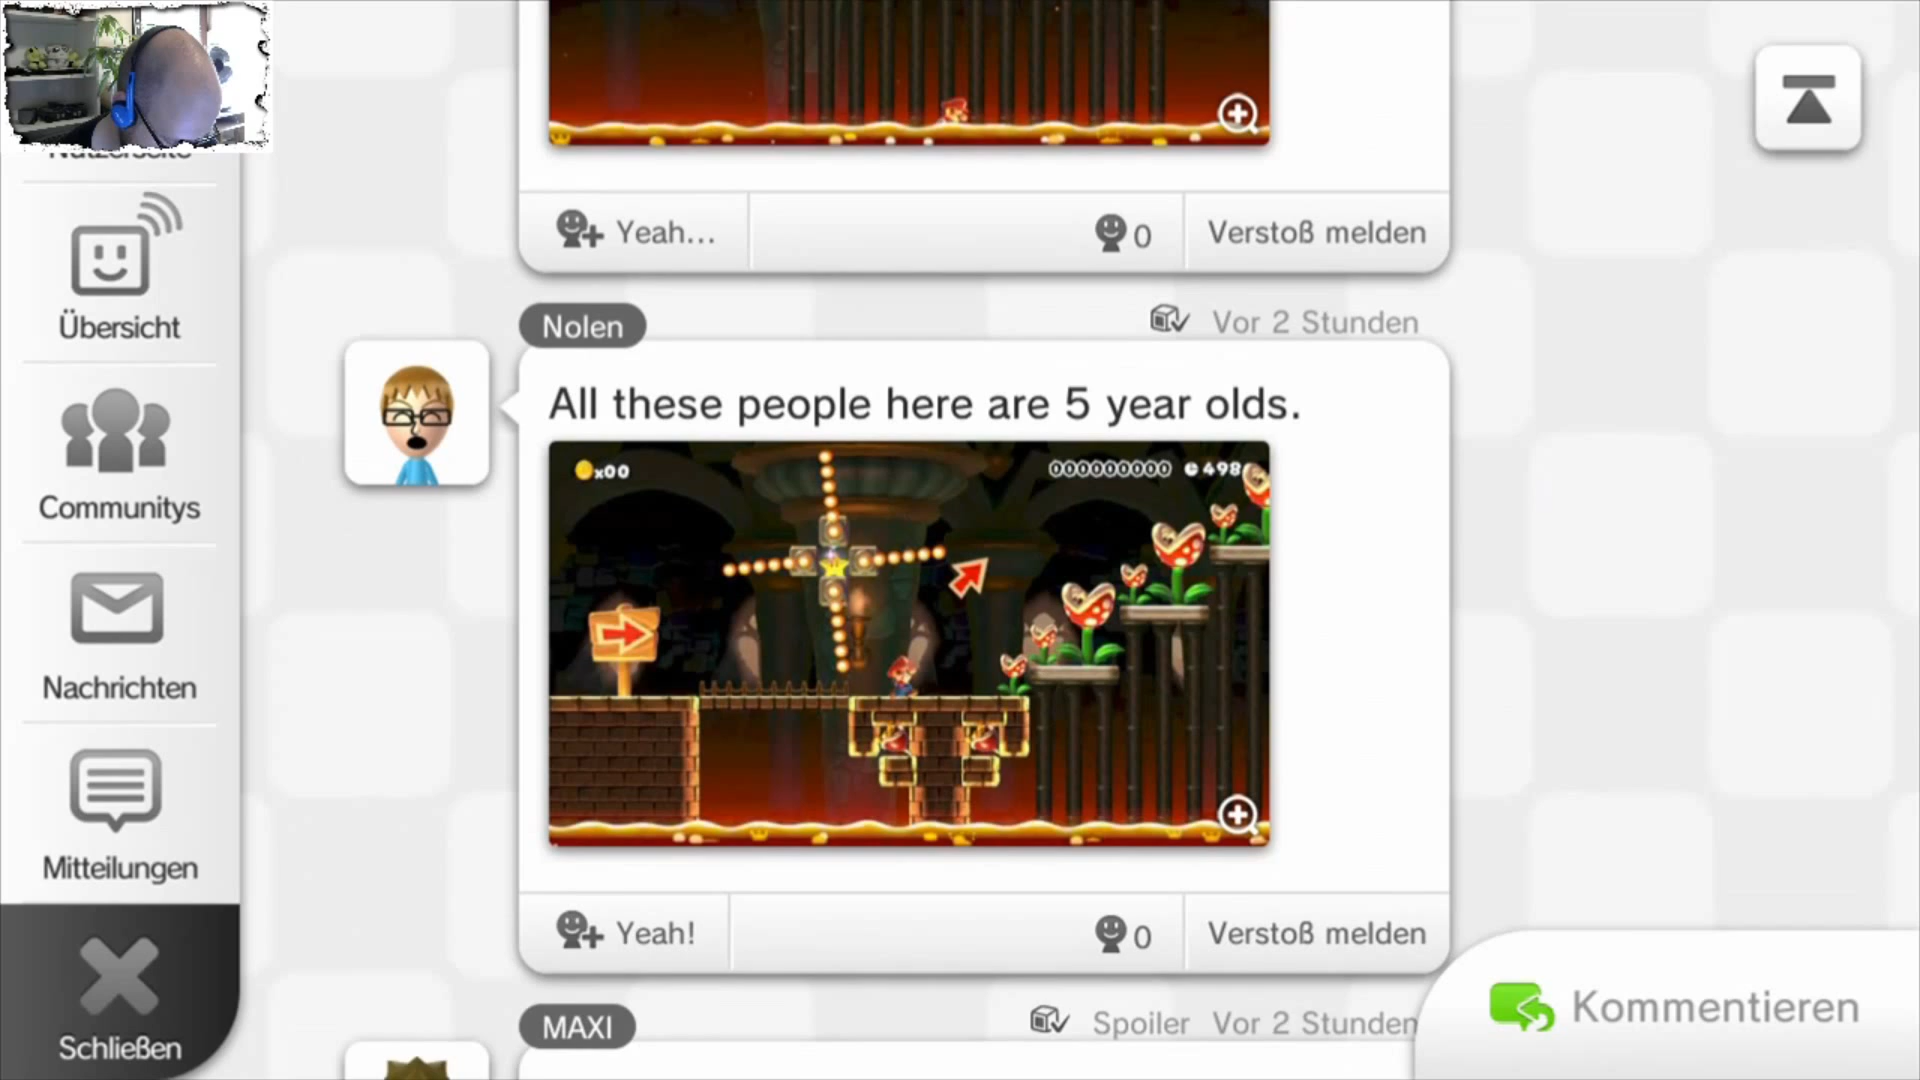 Nutzerseite
Übersicht
Communitys
Nachrichten
Mitteilungen
Schließen
Yeah...
0
Verstoß melden
Nolen
Vor 2 Stunden
All these people here are 5 year olds.
x00
000000000
498
Yeah!
0
Verstoß melden
MAXI
Spoiler Vor 2 Stunden
Kommentieren